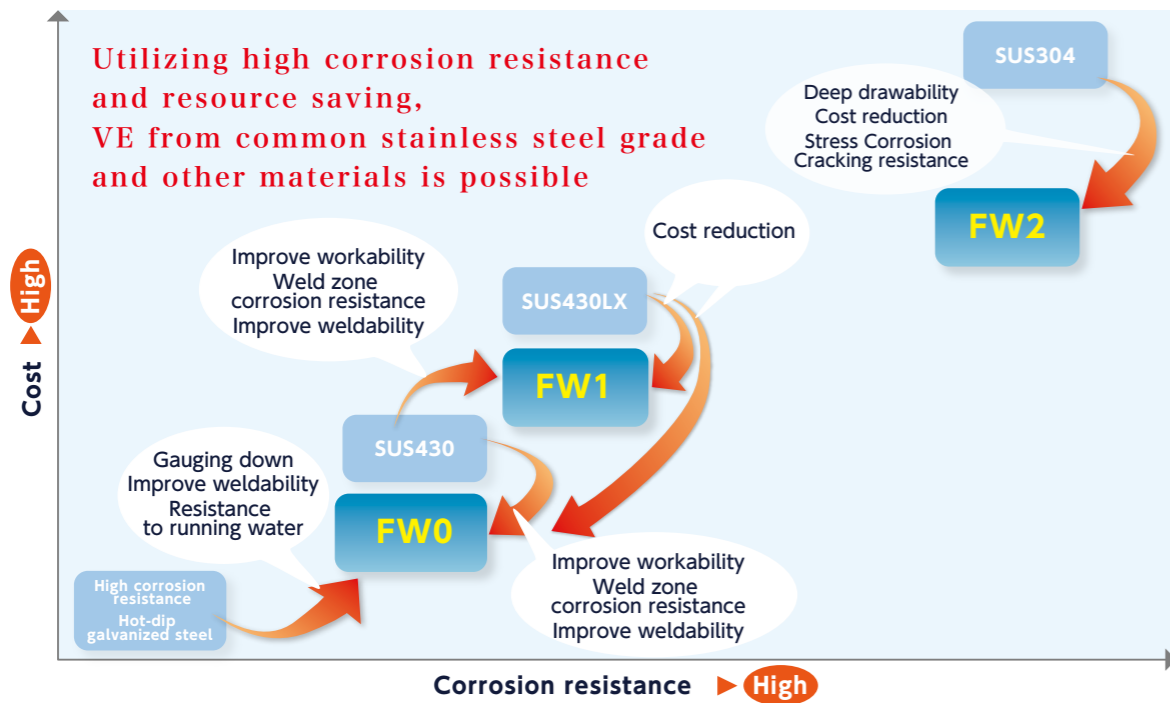 Utilizing high corrosion resistance
and resource saving,
VE from common stainless steel grade
and other materials is possible
SUS304
Deep drawability
Cost reduction
Stress Corrosion
Cracking resistance
FW2
Cost reduction
Improve workability
Weld zone
corrosion resistance
Improve weldability
SUS430LX
FW1
SUS430
Gauging down
Improve weldability
Resistance
to running water
FW0
Improve workability
Weld zone
corrosion resistance
Improve weldability
High corrosion
resistance
Hot-dip
galvanized steel
Cost ▶ High
Corrosion resistance ▶ High